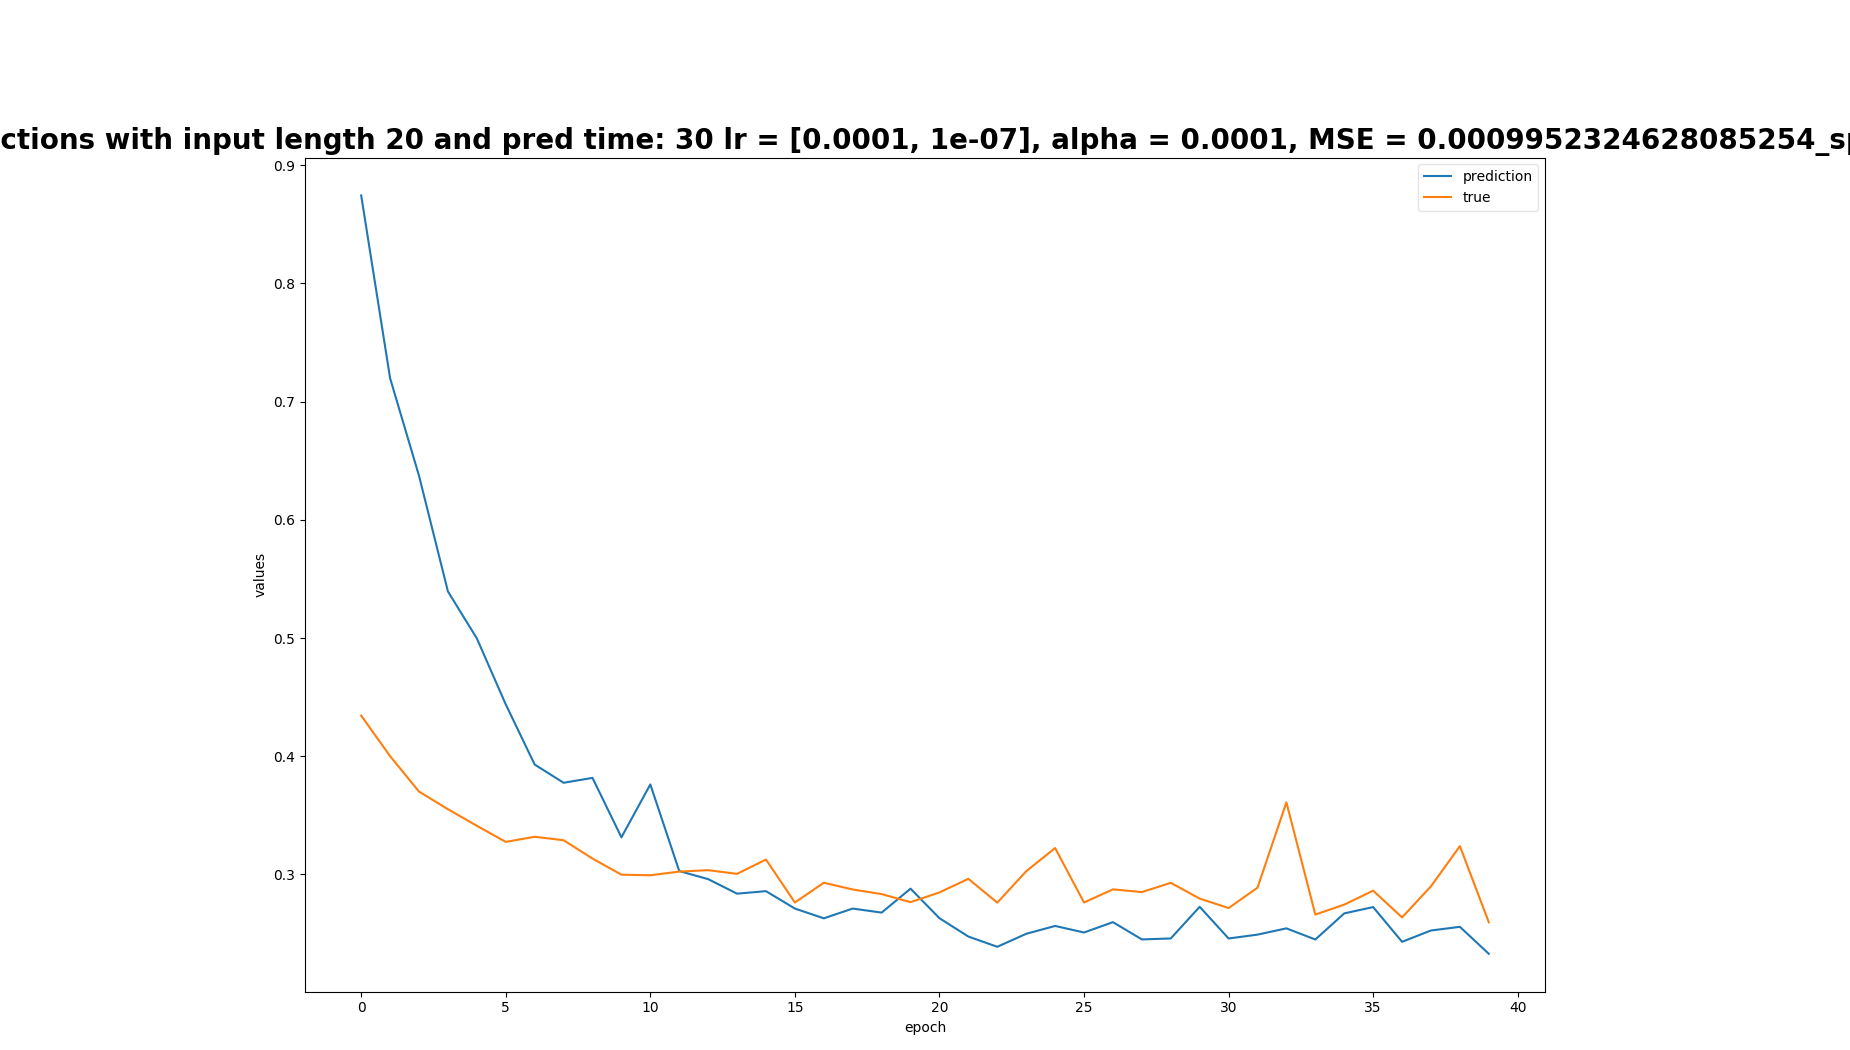 ctions with input length 20 and pred time: 30 lr = [0.0001, 1e-07], alpha = 0.0001, MSE = 0.0009952324628085254_sp
prediction
true
0.9
0.8
0.7
0.6
0.5
0.4
0.3
values
0 5 10 15 20 25 30 35 40
epoch